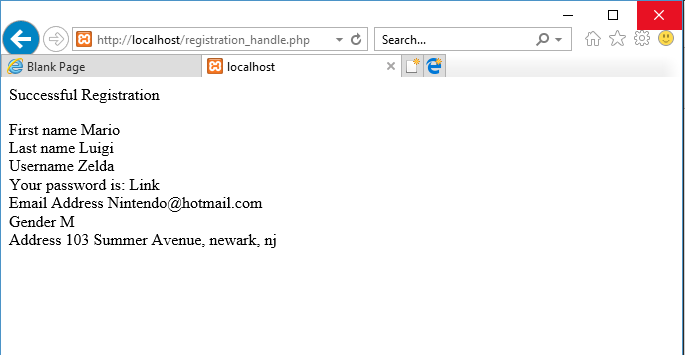 http://localhost/registration_handle.php
Search...
Blank Page
localhost
Successful Registration
First name Mario
Last name Luigi
Username Zelda
Your password is: Link
Email Address Nintendo@hotmail.com
Gender M
Address 103 Summer Avenue, newark, nj